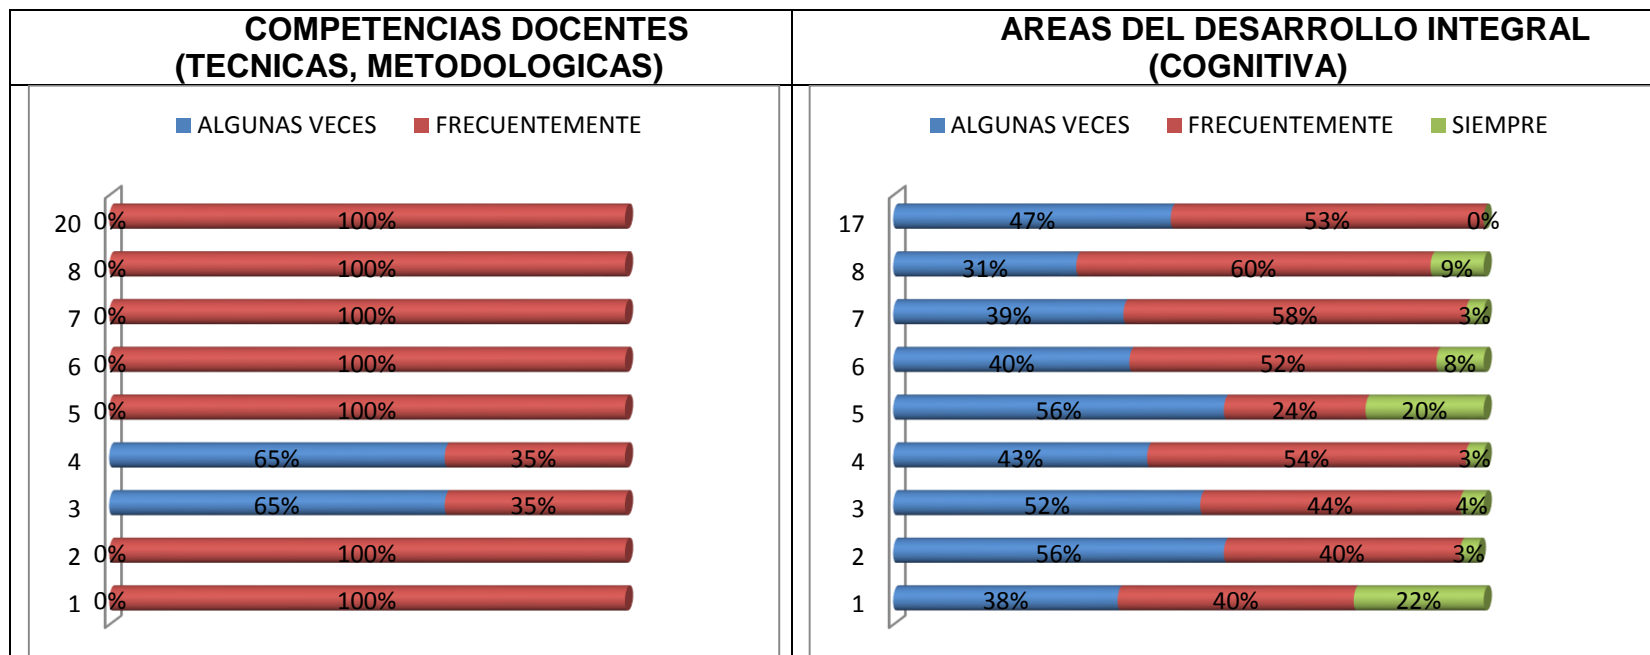 COMPETENCIAS DOCENTES
(TECNICAS, METODOLOGICAS)
ALGUNAS VECES FRECUENTEMENTE
20 0% 100%
8 0% 100%
7 0% 100%
6 0% 100%
5 0% 100%
4 65% 35%
3 65% 35%
2 0% 100%
1 0% 100%
AREAS DEL DESARROLLO INTEGRAL
(COGNITIVA)
ALGUNAS VECES FRECUENTEMENTE SIEMPRE
17 47% 53% 0%
8 31% 60% 9%
7 39% 58% 3%
6 40% 52% 8%
5 56% 24% 20%
4 43% 54% 3%
3 52% 44% 4%
2 56% 40% 3%
1 38% 40% 22%